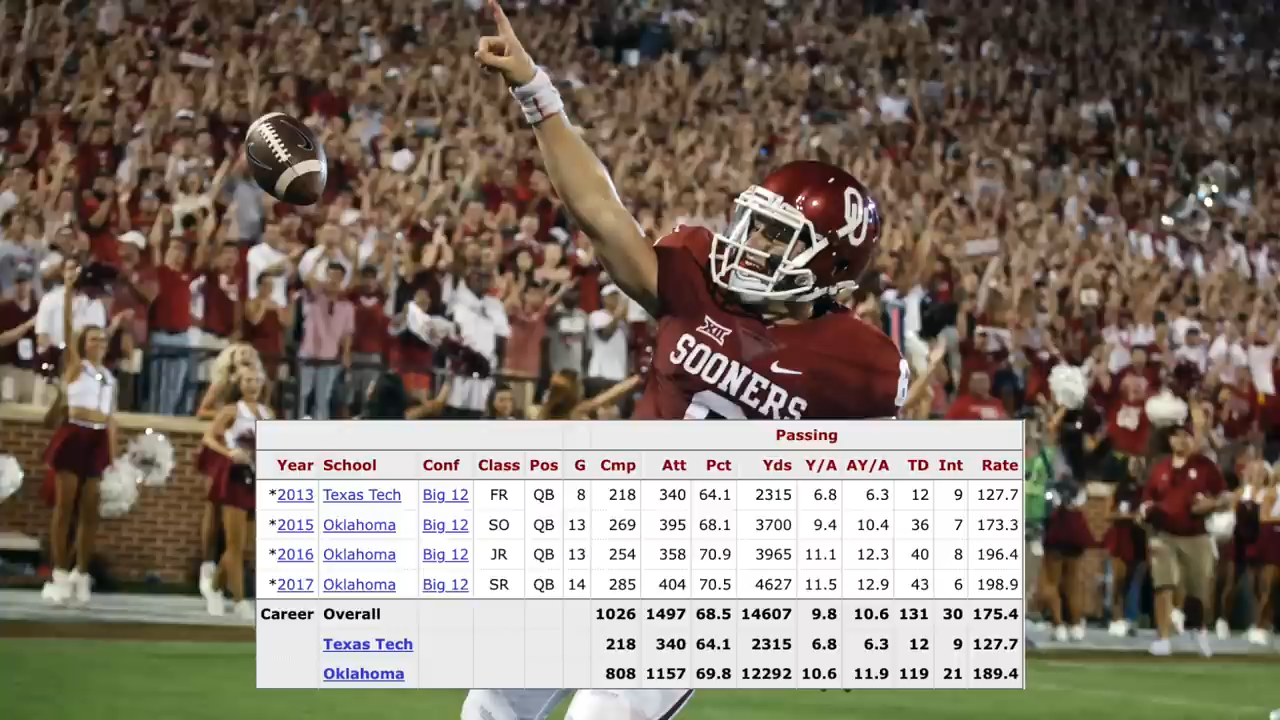 OU
XII
SOONERS
Passing
Year School Conf Class Pos G Cmp Att Pct Yds Y/A AY/A TD Int Rate
*2013 Texas Tech Big 12 FR QB 8 218 340 64.1 2315 6.8 6.3 12 9 127.7
*2015 Oklahoma Big 12 SO QB 13 269 395 68.1 3700 9.4 10.4 36 7 173.3
*2016 Oklahoma Big 12 JR QB 13 254 358 70.9 3965 11.1 12.3 40 8 196.4
*2017 Oklahoma Big 12 SR QB 14 285 404 70.5 4627 11.5 12.9 43 6 198.9
Career Overall 1026 1497 68.5 14607 9.8 10.6 131 30 175.4
Texas Tech 218 340 64.1 2315 6.8 6.3 12 9 127.7
Oklahoma 808 1157 69.8 12292 10.6 11.9 119 21 189.4